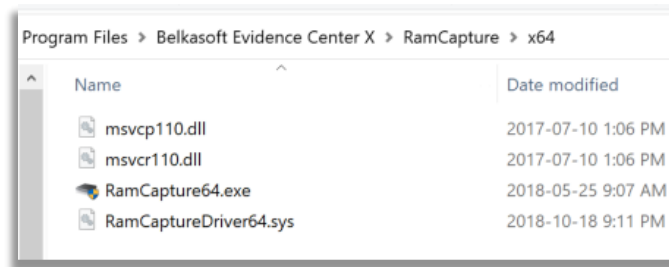 Program Files > Belkasoft Evidence Center X > RamCapture > x64
Name Date modified
msvcp110.dll 2017-07-10 1:06 PM
msvcr110.dll 2017-07-10 1:06 PM
RamCapture64.exe 2018-05-25 9:07 AM
RamCaptureDriver64.sys 2018-10-18 9:11 PM